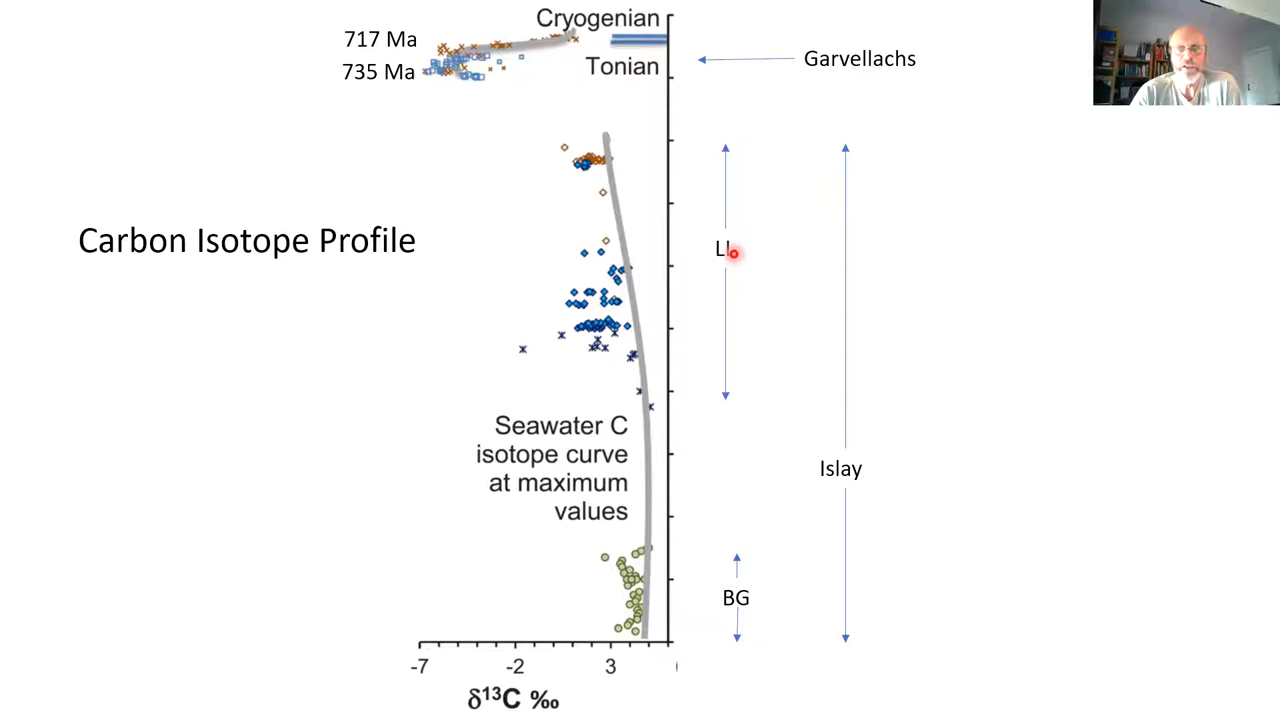 Cryogenian
717 Ma
Tonian
735 Ma
Garvellachs
Carbon Isotope Profile
LI
Seawater C
isotope curve
at maximum
values
Islay
BG
-7
-2
3
δ¹³C ‰